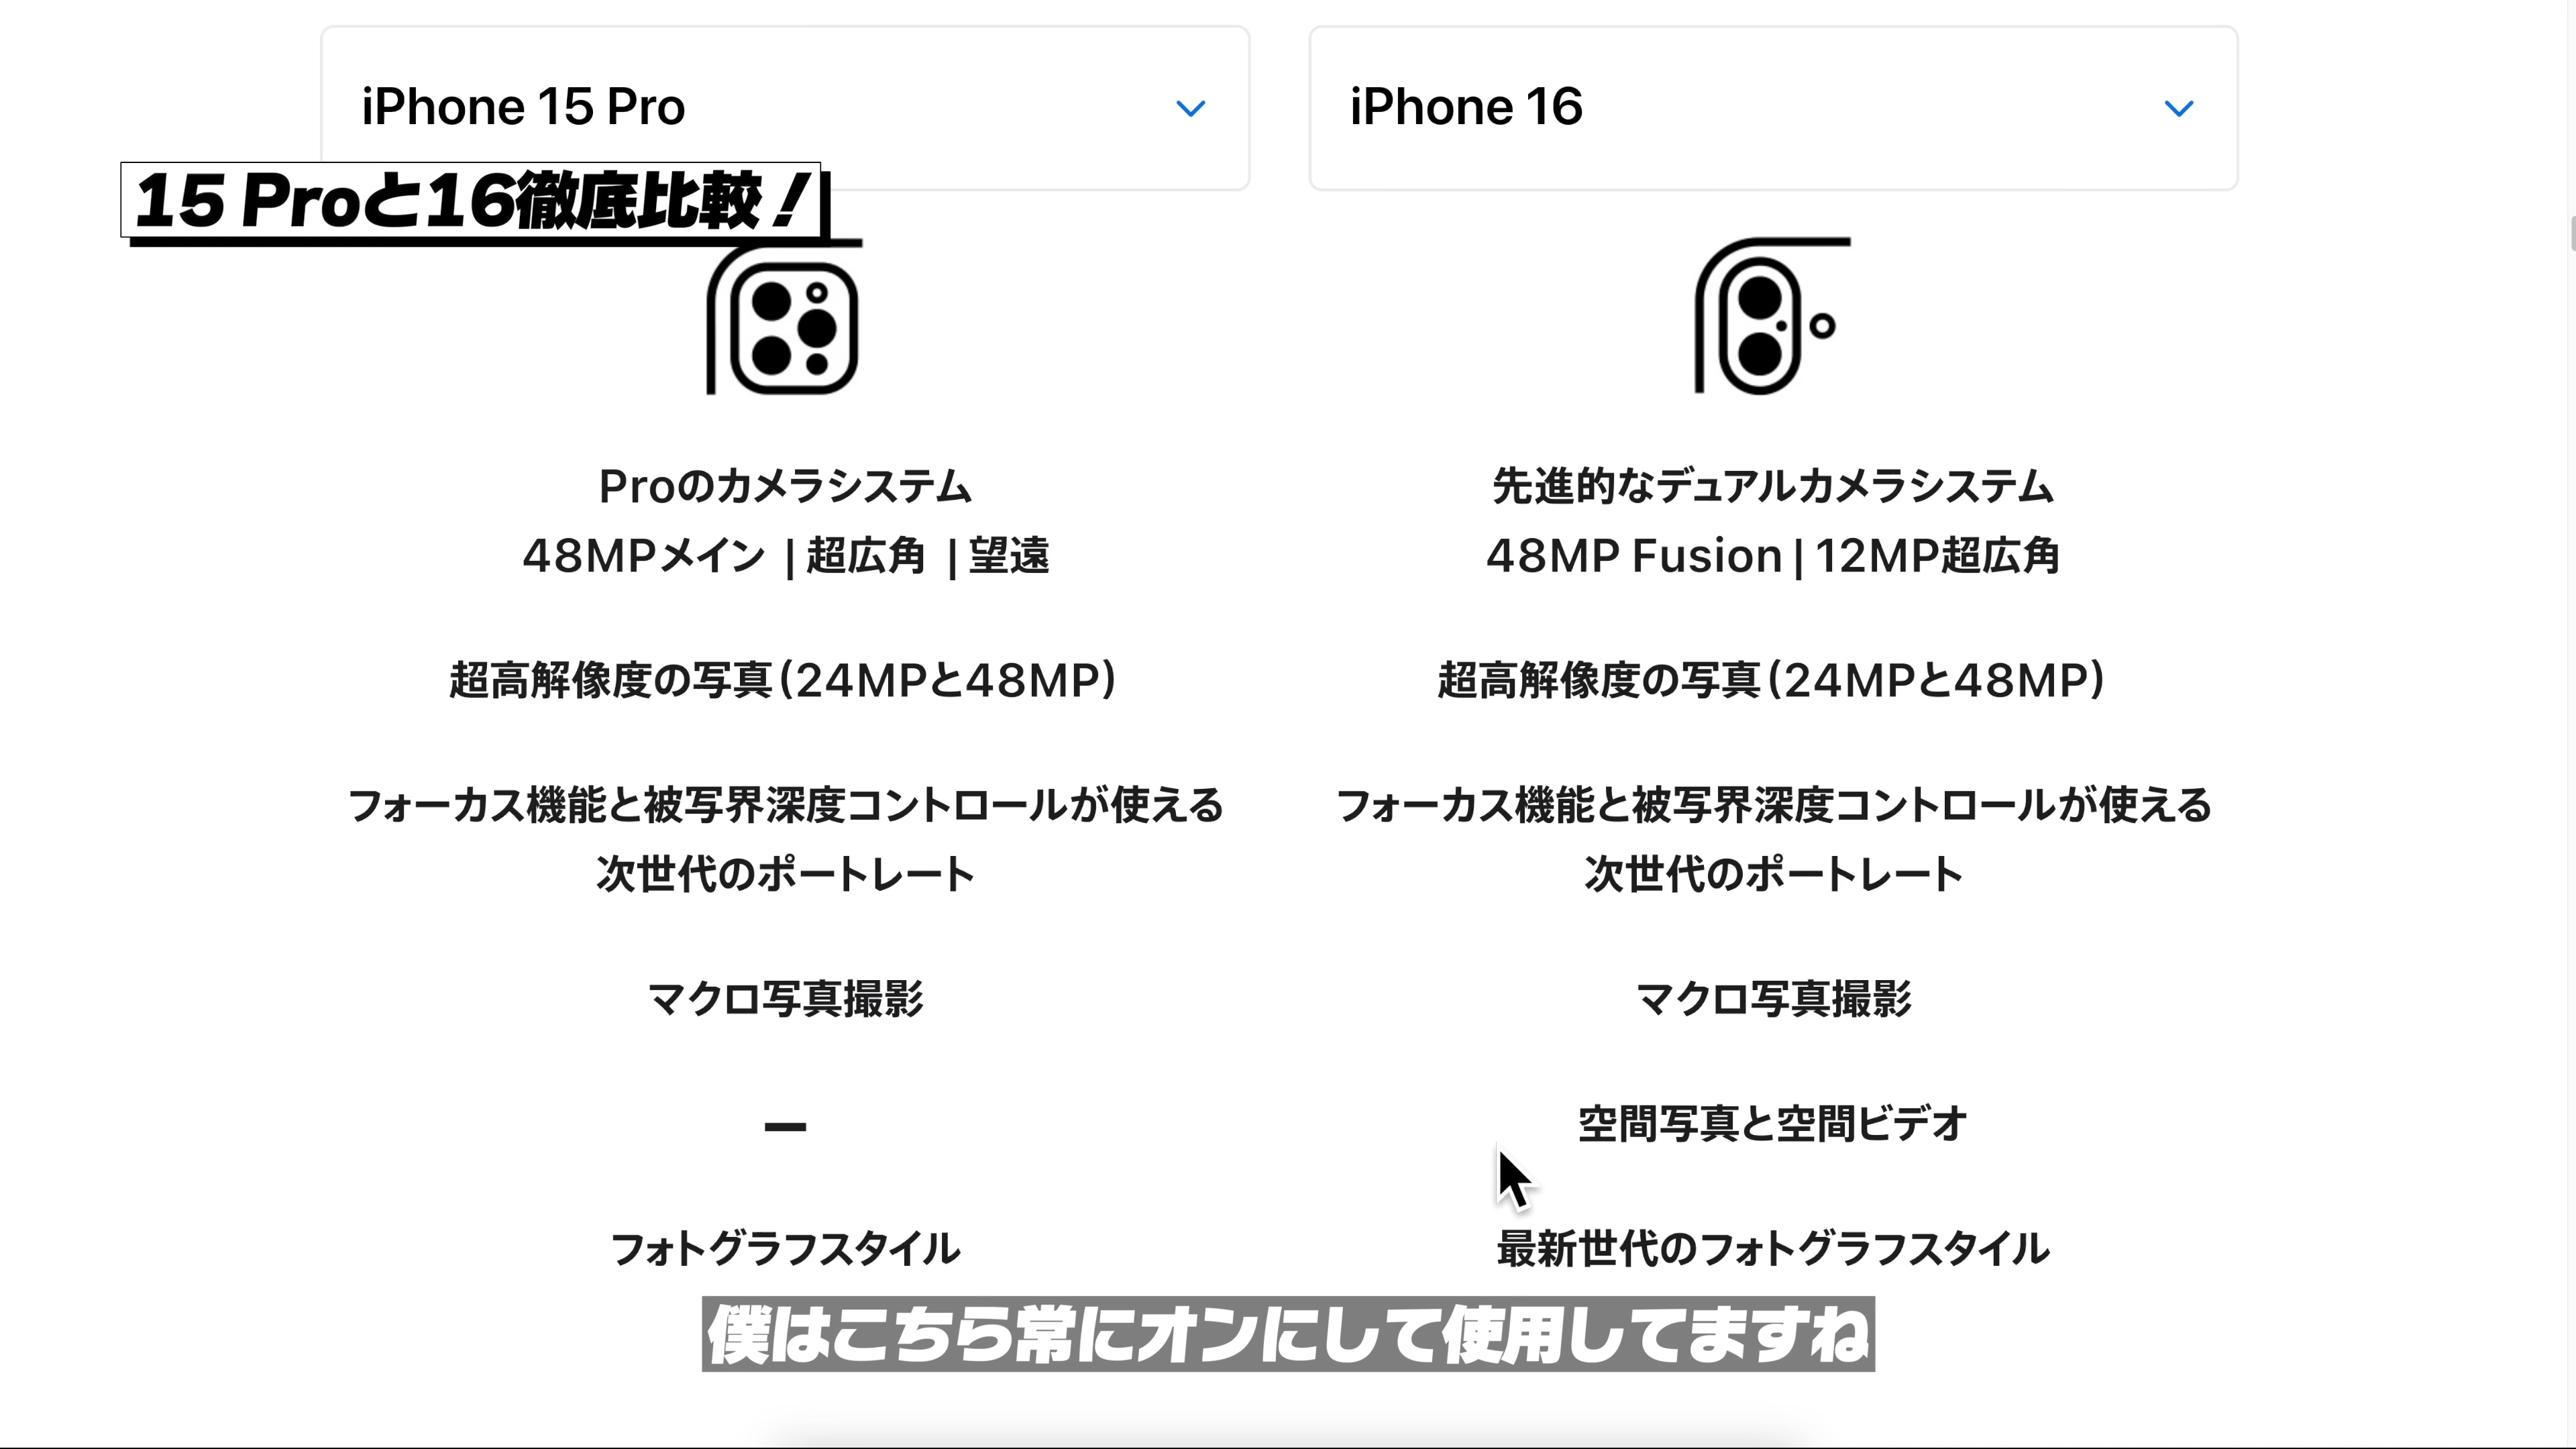 iPhone 15 Pro
iPhone 16
15 Proと16徹底比較！
Proのカメラシステム
48MPメイン | 超広角 | 望遠
先進的なデュアルカメラシステム
48MP Fusion | 12MP超広角
超高解像度の写真(24MPと48MP)
超高解像度の写真(24MPと48MP)
フォーカス機能と被写界深度コントロールが使える
次世代のポートレート
フォーカス機能と被写界深度コントロールが使える
次世代のポートレート
マクロ写真撮影
マクロ写真撮影
—
空間写真と空間ビデオ
フォトグラフスタイル
最新世代のフォトグラフスタイル
僕はこちら常にオンにして使用してますね